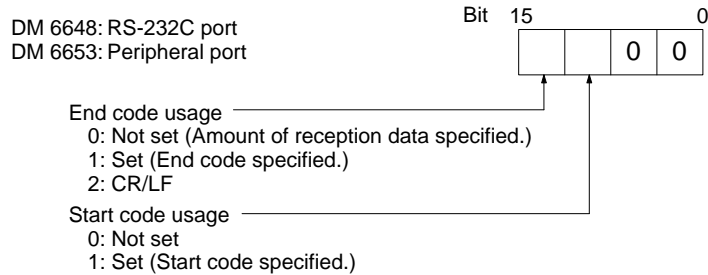 Bit 15 0
DM 6648: RS-232C port
DM 6653: Peripheral port
0 0
End code usage
0: Not set (Amount of reception data specified.)
1: Set (End code specified.)
2: CR/LF
Start code usage
0: Not set
1: Set (Start code specified.)